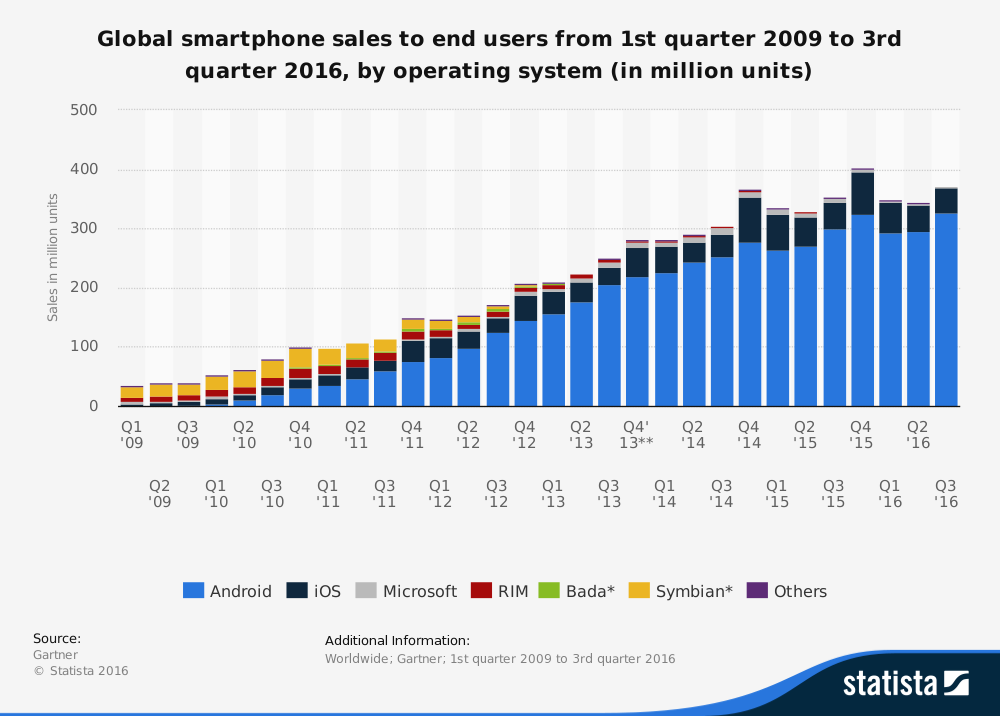 Global smartphone sales to end users from 1st quarter 2009 to 3rd
quarter 2016, by operating system (in million units)
500
400
300
200
100
0
Sales in million units
Q1 '09
Q3 '09
Q2 '10
Q4 '10
Q2 '11
Q4 '11
Q2 '12
Q4 '12
Q2 '13
Q4' 13**
Q2 '14
Q4 '14
Q2 '15
Q4 '15
Q2 '16
Q2 '09
Q1 '10
Q3 '10
Q1 '11
Q3 '11
Q1 '12
Q3 '12
Q1 '13
Q3 '13
Q1 '14
Q3 '14
Q1 '15
Q3 '15
Q1 '16
Q3 '16
Android iOS Microsoft RIM Bada* Symbian* Others
Source:
Gartner
© Statista 2016
Additional Information:
Worldwide; Gartner; 1st quarter 2009 to 3rd quarter 2016
statista